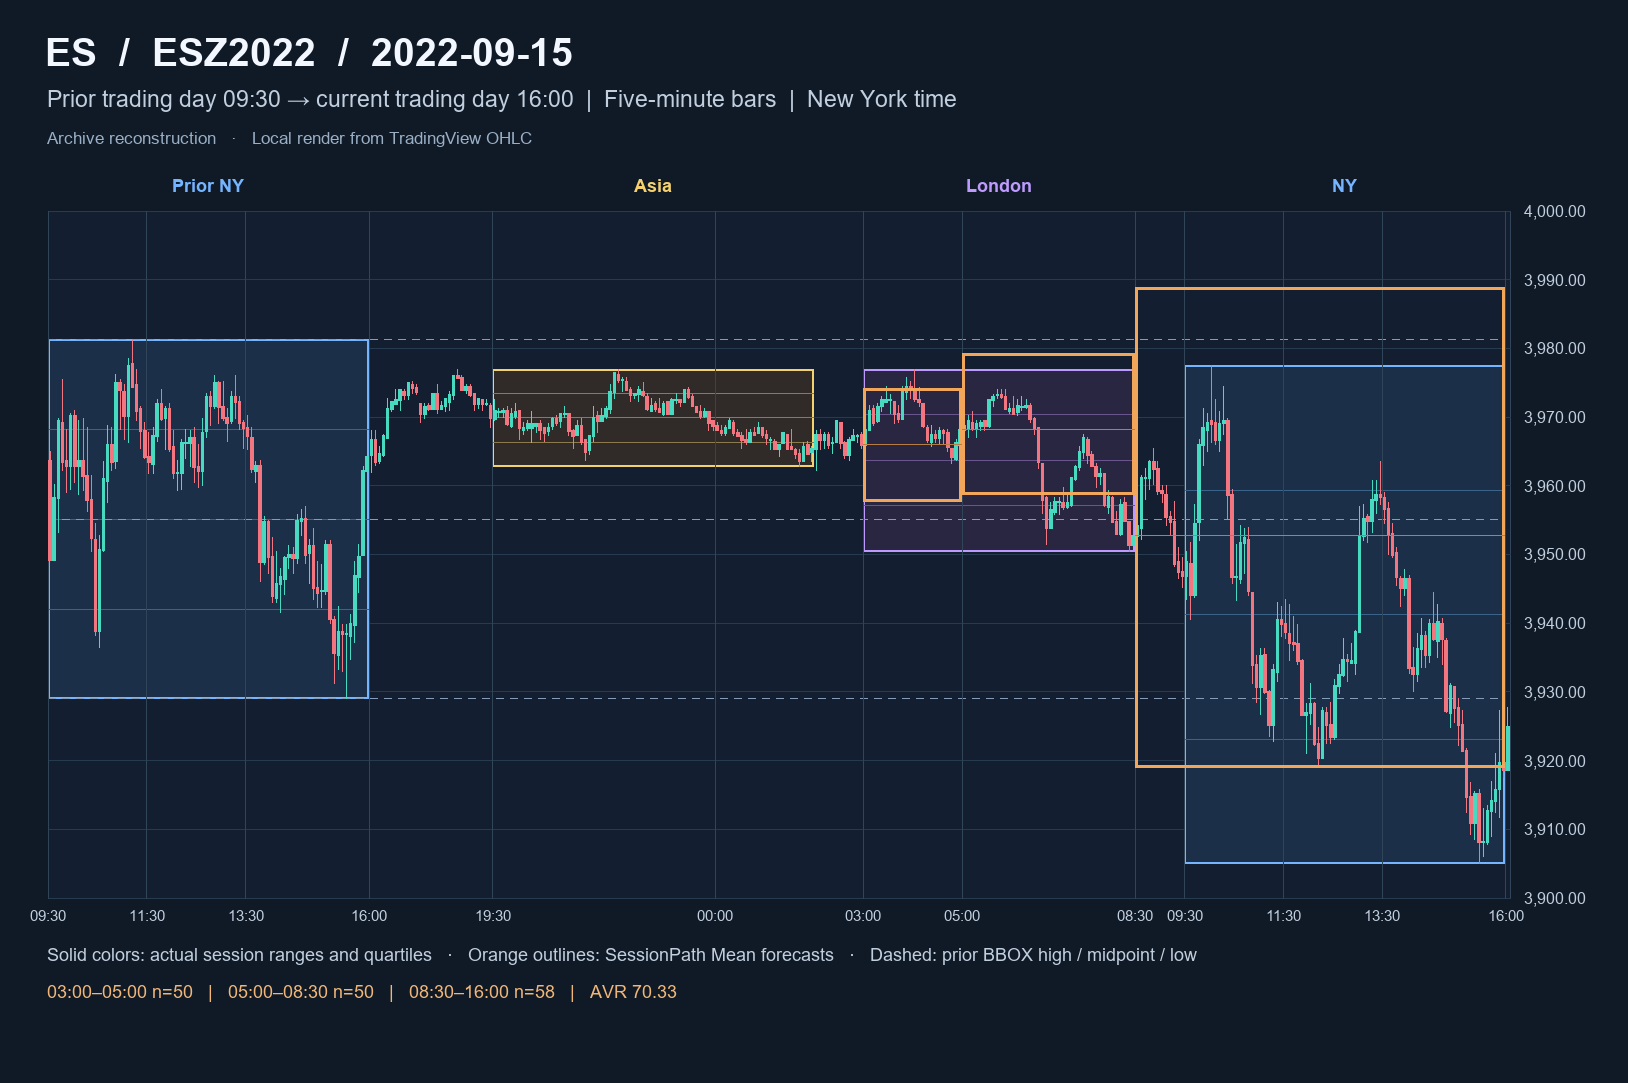 ES / ESZ2022 / 2022-09-15
Prior trading day 09:30 → current trading day 16:00 | Five-minute bars | New York time
Archive reconstruction · Local render from TradingView OHLC
Prior NY Asia London NY
4,000.00
3,990.00
3,980.00
3,970.00
3,960.00
3,950.00
3,940.00
3,930.00
3,920.00
3,910.00
3,900.00
09:30 11:30 13:30 16:00 19:30 00:00 03:00 05:00 08:30 09:30 11:30 13:30 16:00
Solid colors: actual session ranges and quartiles · Orange outlines: SessionPath Mean forecasts · Dashed: prior BBOX high / midpoint / low
03:00–05:00 n=50 | 05:00–08:30 n=50 | 08:30–16:00 n=58 | AVR 70.33